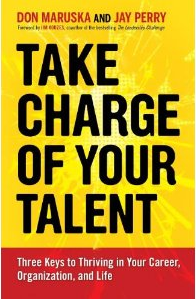 DON MARUSKA AND JAY PERRY
Foreword by JIM KOUZES, coauthor of the bestselling The Leadership Challenge
TAKE
CHARGE
OF YOUR
TALENT
Three Keys to Thriving in Your Career,
Organization, and Life